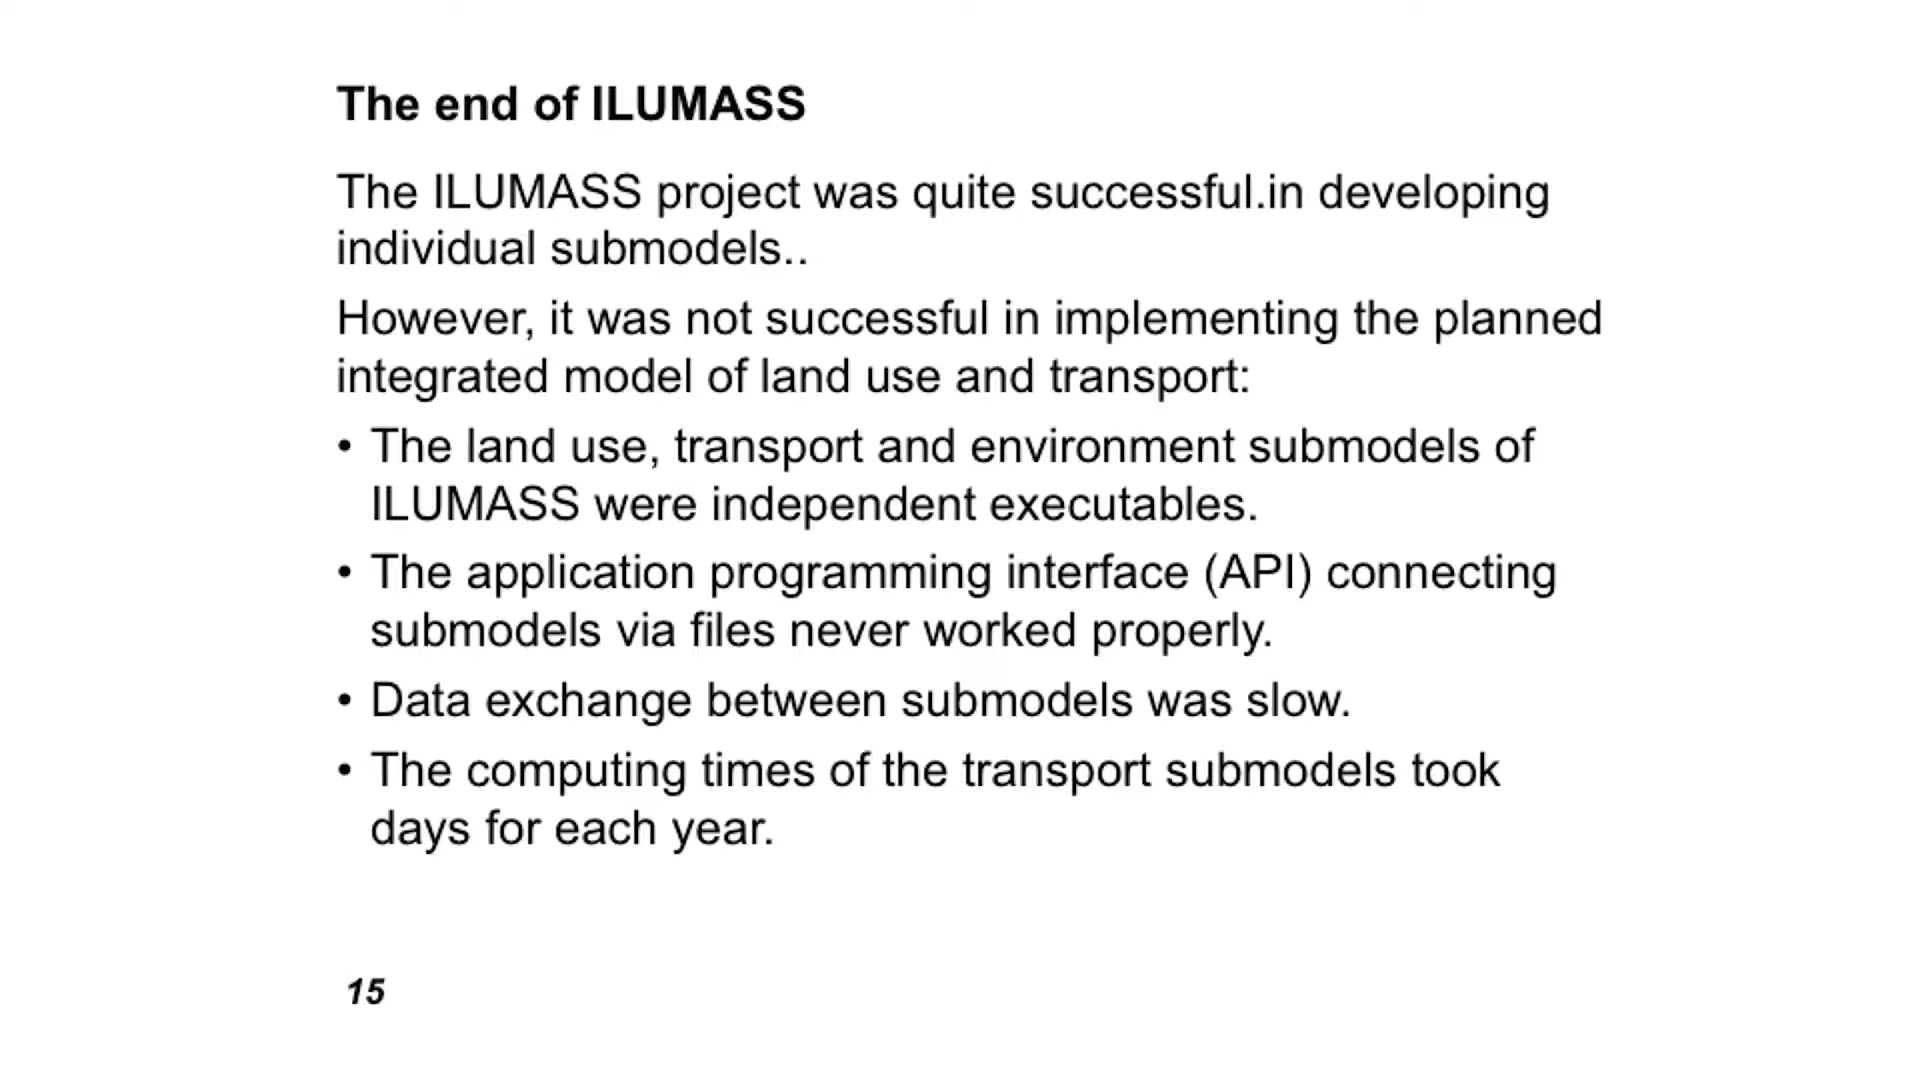 The end of ILUMASS
The ILUMASS project was quite successful.in developing
individual submodels..
However, it was not successful in implementing the planned
integrated model of land use and transport:
• The land use, transport and environment submodels of
ILUMASS were independent executables.
• The application programming interface (API) connecting
submodels via files never worked properly.
• Data exchange between submodels was slow.
• The computing times of the transport submodels took
days for each year.
15